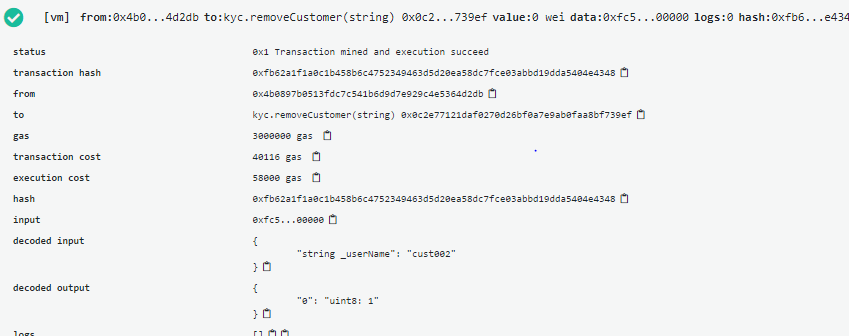 [vm] from:0x4b0...4d2db to:kyc.removeCustomer(string) 0x0c2...739ef value:0 wei data:0xfc5...00000 logs:0 hash:0xfb6...e434
status 0x1 Transaction mined and execution succeed
transaction hash 0xfb62a1f1a0c1b458b6c4752349463d5d20ea58dc7fce03abbd19dda5404e4348
from 0x4b0897b0513fdc7c541b6d9d7e929c4e5364d2db
to kyc.removeCustomer(string) 0x0c2e77121daf0270d26bf0a7e9ab0faa8bf739ef
gas 3000000 gas
transaction cost 40116 gas
execution cost 58000 gas
hash 0xfb62a1f1a0c1b458b6c4752349463d5d20ea58dc7fce03abbd19dda5404e4348
input 0xfc5...00000
decoded input {
"string _userName": "cust002"
}
decoded output {
"0": "uint8: 1"
}
logs []